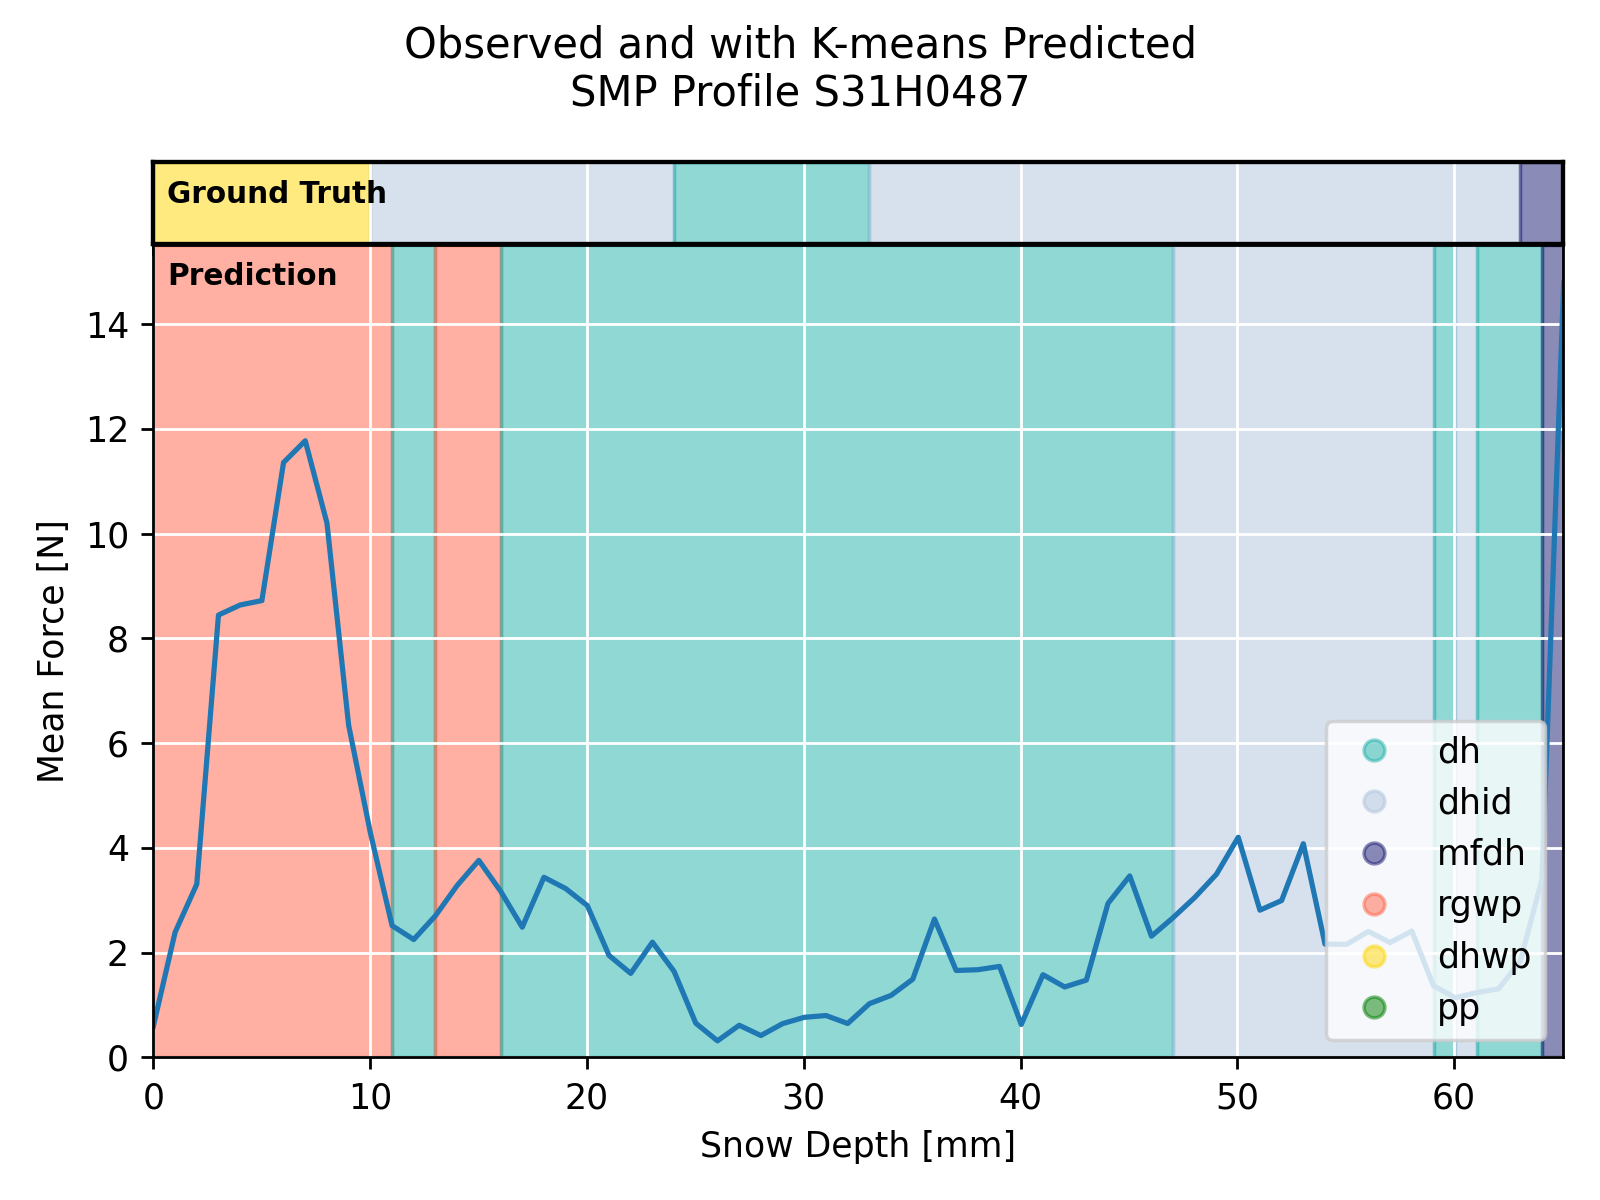 Observed and with K-means Predicted
SMP Profile S31H0487
Ground Truth
Prediction
14
12
10
8
6
4
2
0
Mean Force [N]
dh
dhid
mfdh
rgwp
dhwp
pp
0 10 20 30 40 50 60
Snow Depth [mm]